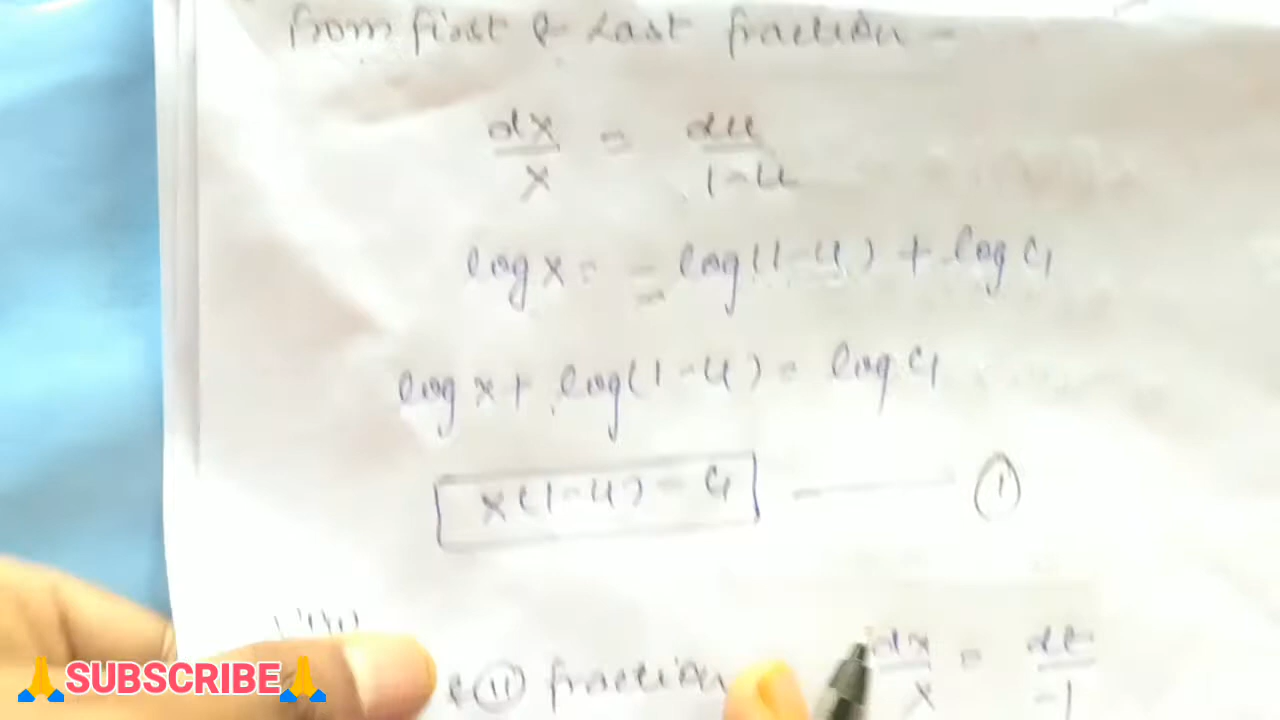 from first & Last fraction -
dx/x = du/1-u
log x = - log(1-u) + log c1
log x + log(1-u) = log c1
x(1-u) = c1 ——— (1)
& (11) fraction dx/x = dt/-1
🙏SUBSCRIBE🙏